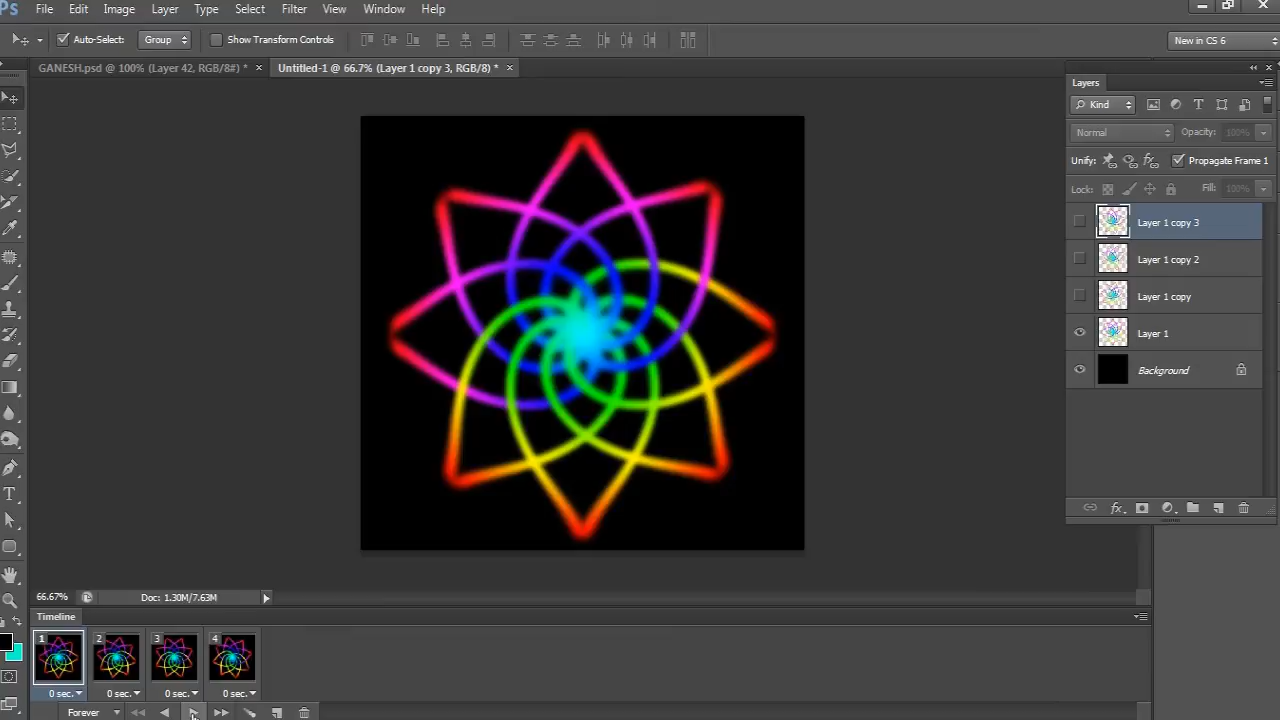 Ps File Edit Image Layer Type Select Filter View Window Help
Auto-Select: Group Show Transform Controls New in CS 6
GANESH.psd @ 100% (Layer 42, RGB/8#) * × Untitled-1 @ 66.7% (Layer 1 copy 3, RGB/8) * ×
Layers
Kind
Normal Opacity: 100%
Unify: Propagate Frame 1
Lock: Fill: 100%
Layer 1 copy 3
Layer 1 copy 2
Layer 1 copy
Layer 1
Background
fx
66.67% Doc: 1.30M/7.63M
Timeline
1 2 3 4
0 sec. 0 sec. 0 sec. 0 sec.
Forever